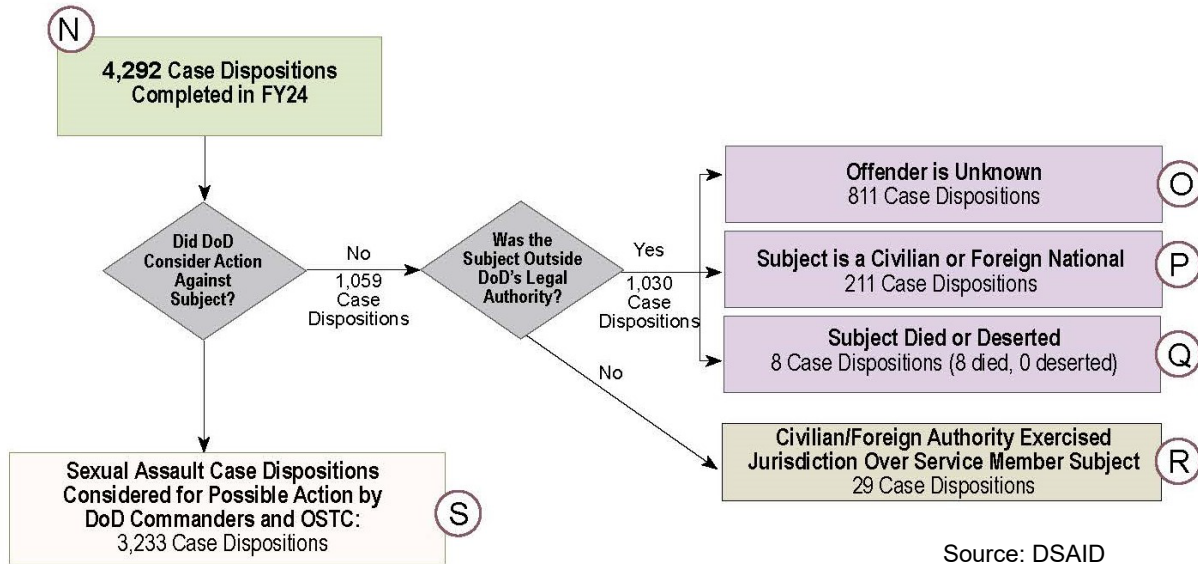 N
4,292 Case Dispositions
Completed in FY24
Did DoD
Consider Action
Against
Subject?
No
1,059
Case
Dispositions
Was the
Subject Outside
DoD's Legal
Authority?
Yes
1,030
Case
Dispositions
Offender is Unknown
811 Case Dispositions
O
Subject is a Civilian or Foreign National
211 Case Dispositions
P
Subject Died or Deserted
8 Case Dispositions (8 died, 0 deserted)
Q
No
Civilian/Foreign Authority Exercised
Jurisdiction Over Service Member Subject
29 Case Dispositions
R
Sexual Assault Case Dispositions
Considered for Possible Action by
DoD Commanders and OSTC:
3,233 Case Dispositions
S
Source: DSAID